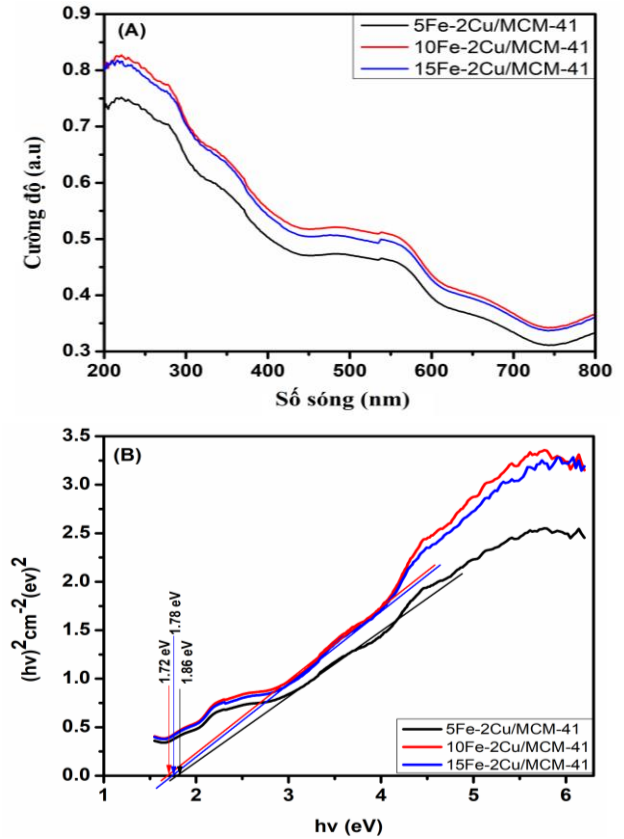 (A)
5Fe-2Cu/MCM-41
10Fe-2Cu/MCM-41
15Fe-2Cu/MCM-41
Cường độ (a.u)
0.9
0.8
0.7
0.6
0.5
0.4
0.3
200 300 400 500 600 700 800
Số sóng (nm)
(B)
(hv)²cm⁻²(ev)²
3.5
3.0
2.5
2.0
1.5
1.0
0.5
0.0
1.72 eV
1.78 eV
1.86 eV
5Fe-2Cu/MCM-41
10Fe-2Cu/MCM-41
15Fe-2Cu/MCM-41
1 2 3 4 5 6
hv (eV)